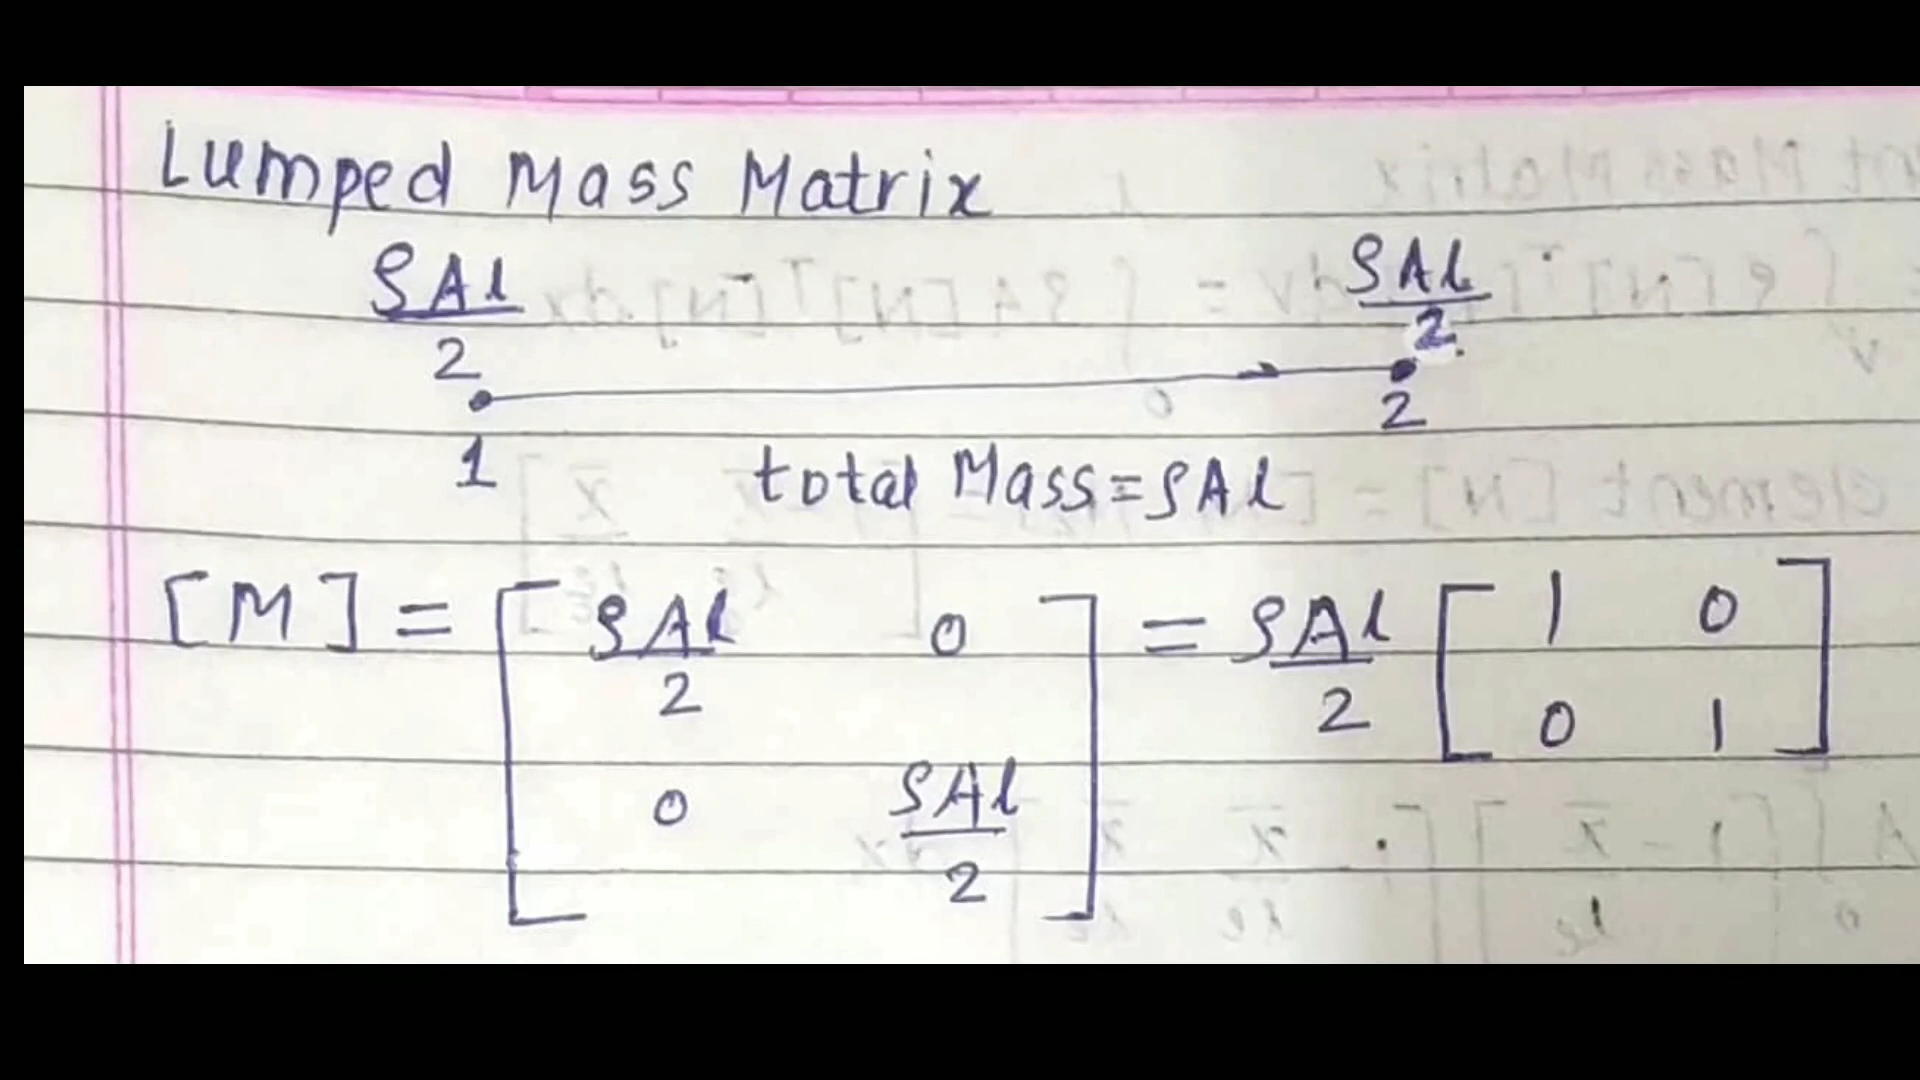 Lumped Mass Matrix
ρAl/2 ρAl/2
1 2
total Mass = ρAl
[M] = [ρAl/2 0; 0 ρAl/2] = ρAl/2 [1 0; 0 1]